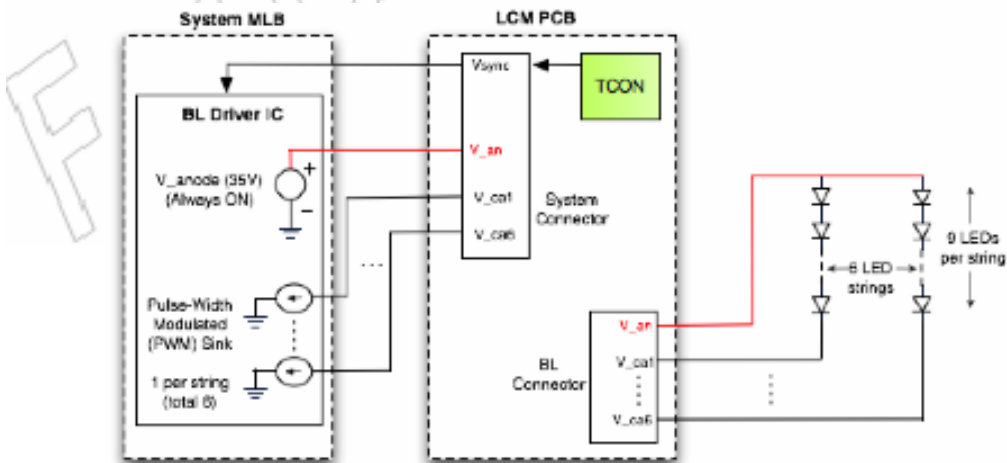 System MLB
LCM PCB
Vsync
TCON
BL Driver IC
V_an
V_anode (35V)
(Always ON)
+
−
V_ca1
System
Connector
V_ca6
...
Pulse-Width
Modulated
(PWM) Sink
1 per string
(total 6)
9 LEDs
per string
6 LED
strings
V_an
V_ca1
BL
Connector
V_ca6
F